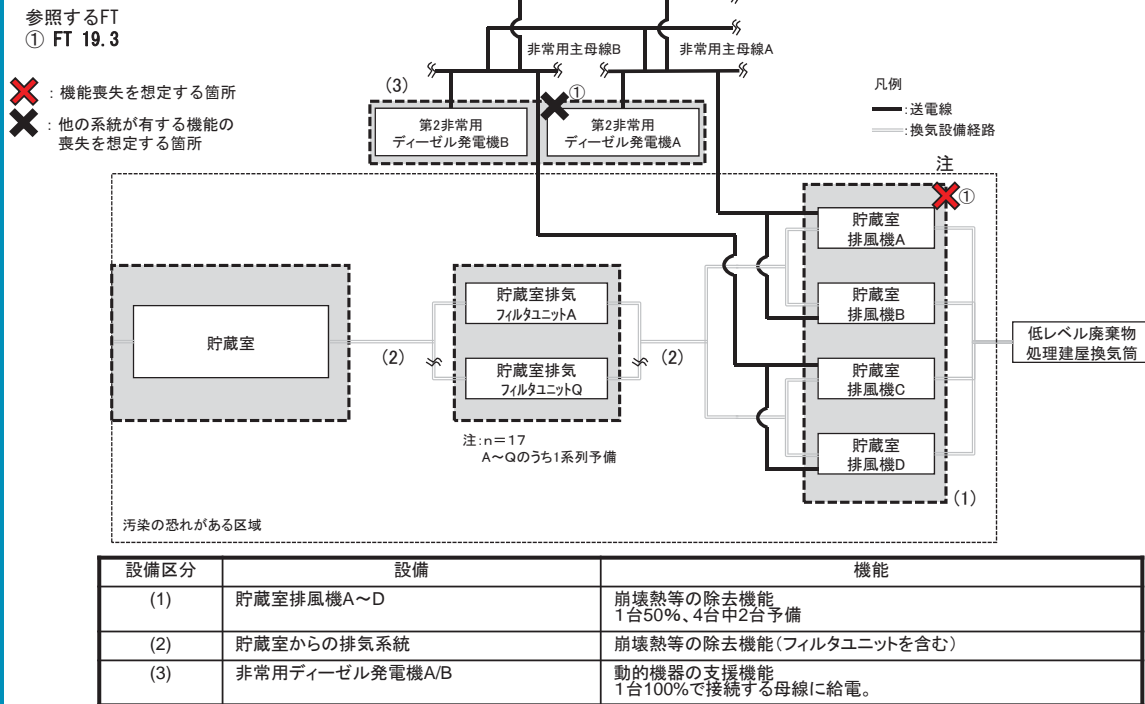 参照するFT
① FT 19.3
：機能喪失を想定する箇所
：他の系統が有する機能の
喪失を想定する箇所
非常用主母線B
非常用主母線A
(3)
①
第2非常用
ディーゼル発電機B
第2非常用
ディーゼル発電機A
凡例
：送電線
：換気設備経路
注
①
貯蔵室
排風機A
貯蔵室
排風機B
貯蔵室
排風機C
貯蔵室
排風機D
(1)
貯蔵室
(2)
貯蔵室排気
フィルタユニットA
貯蔵室排気
フィルタユニットQ
(2)
注：n＝17
A～Qのうち1系列予備
低レベル廃棄物
処理建屋換気筒
汚染の恐れがある区域
設備区分 設備 機能
(1) 貯蔵室排風機A～D 崩壊熱等の除去機能
1台50%、4台中2台予備
(2) 貯蔵室からの排気系統 崩壊熱等の除去機能（フィルタユニットを含む）
(3) 非常用ディーゼル発電機A/B 動的機器の支援機能
1台100%で接続する母線に給電。